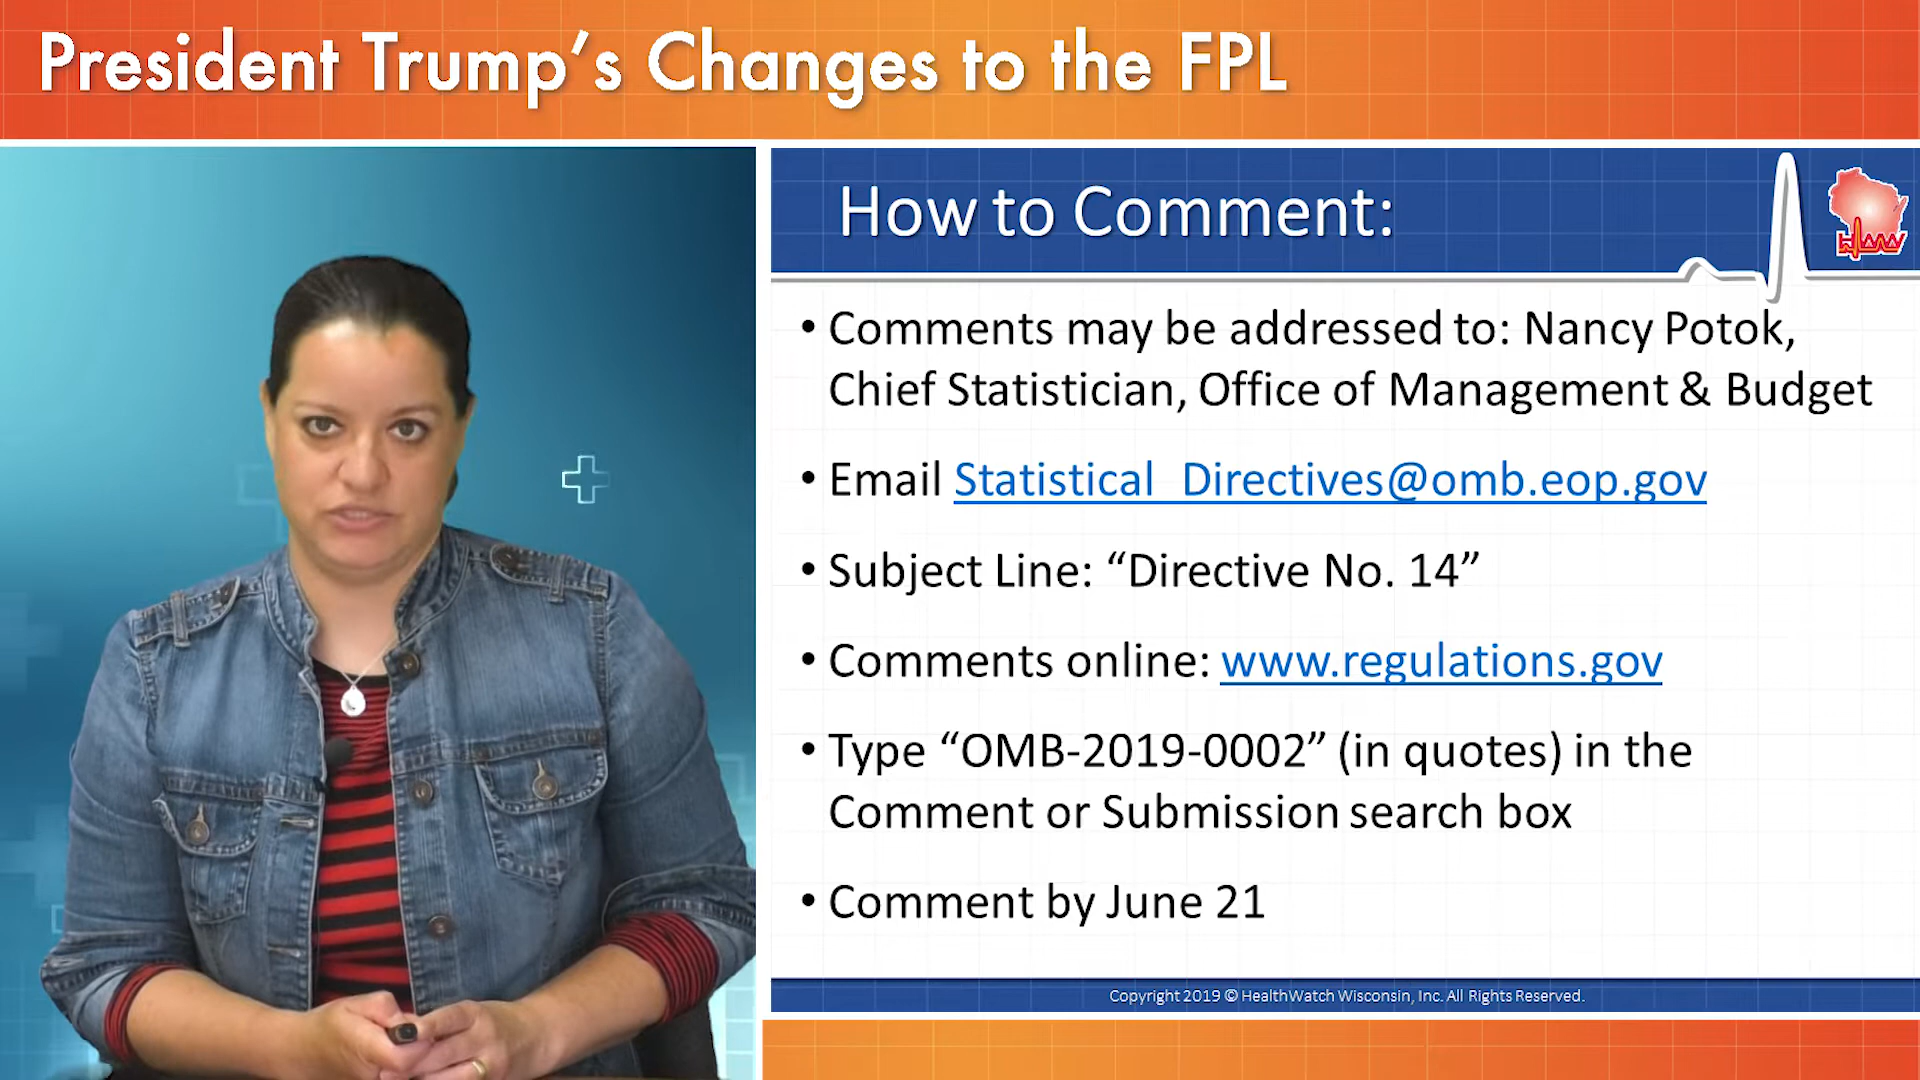 President Trump’s Changes to the FPL
How to Comment:
HWW
• Comments may be addressed to: Nancy Potok,
Chief Statistician, Office of Management & Budget
• Email Statistical_Directives@omb.eop.gov
• Subject Line: “Directive No. 14”
• Comments online: www.regulations.gov
• Type “OMB-2019-0002” (in quotes) in the
Comment or Submission search box
• Comment by June 21
Copyright 2019 © HealthWatch Wisconsin, Inc. All Rights Reserved.